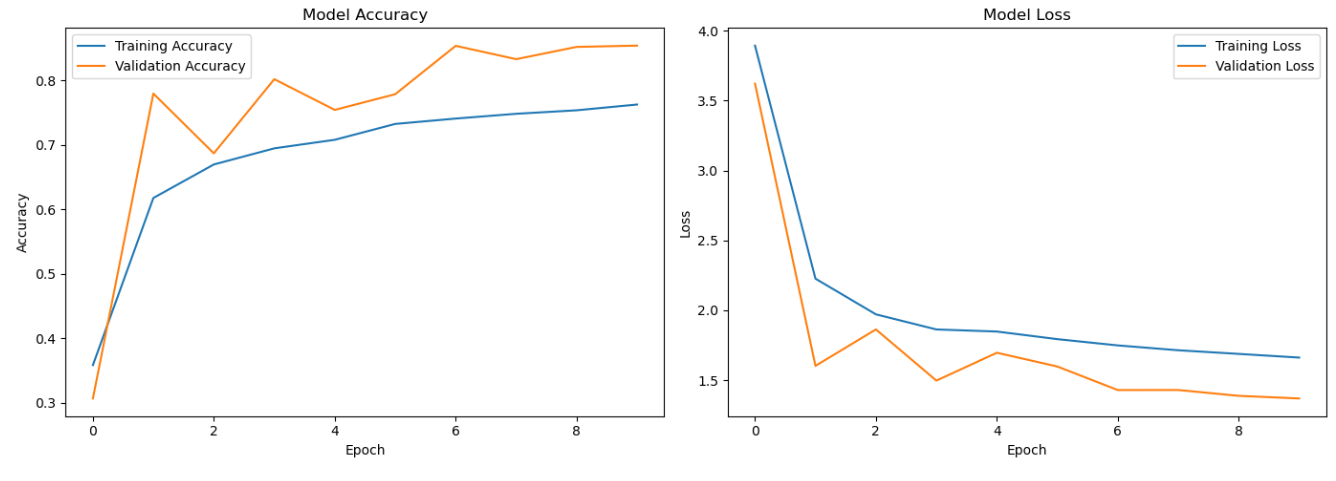 Model Accuracy
Training Accuracy
Validation Accuracy
0.8
0.7
0.6
0.5
0.4
0.3
Accuracy
0 2 4 6 8
Epoch
Model Loss
Training Loss
Validation Loss
4.0
3.5
3.0
2.5
2.0
1.5
Loss
0 2 4 6 8
Epoch